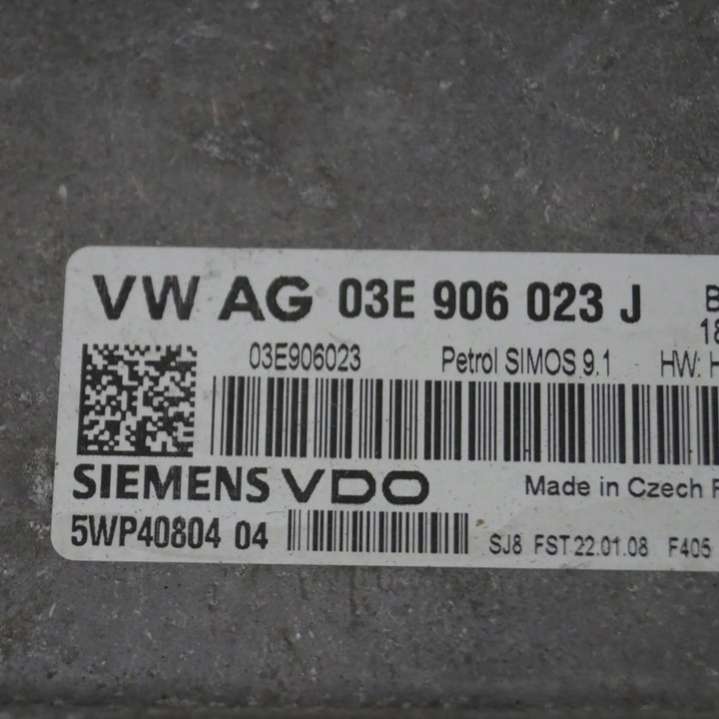 VW AG 03E 906 023 J
03E906023 Petrol SIMOS 9.1 HW: H
SIEMENS VDO Made in Czech
5WP40804 04 SJ8 FST 22.01.08 F405